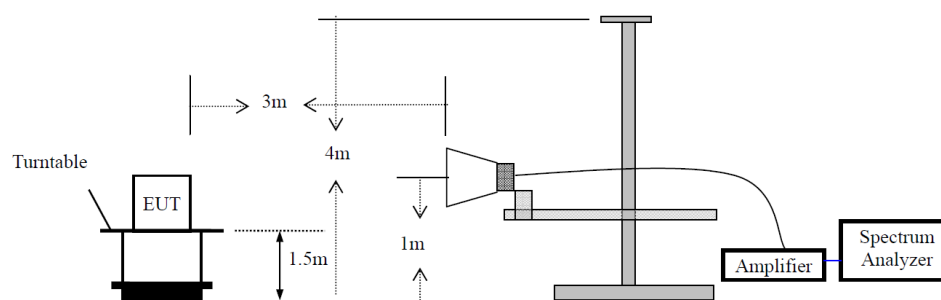 3m
4m
Turntable
EUT
1m
1.5m
Spectrum
Analyzer
Amplifier